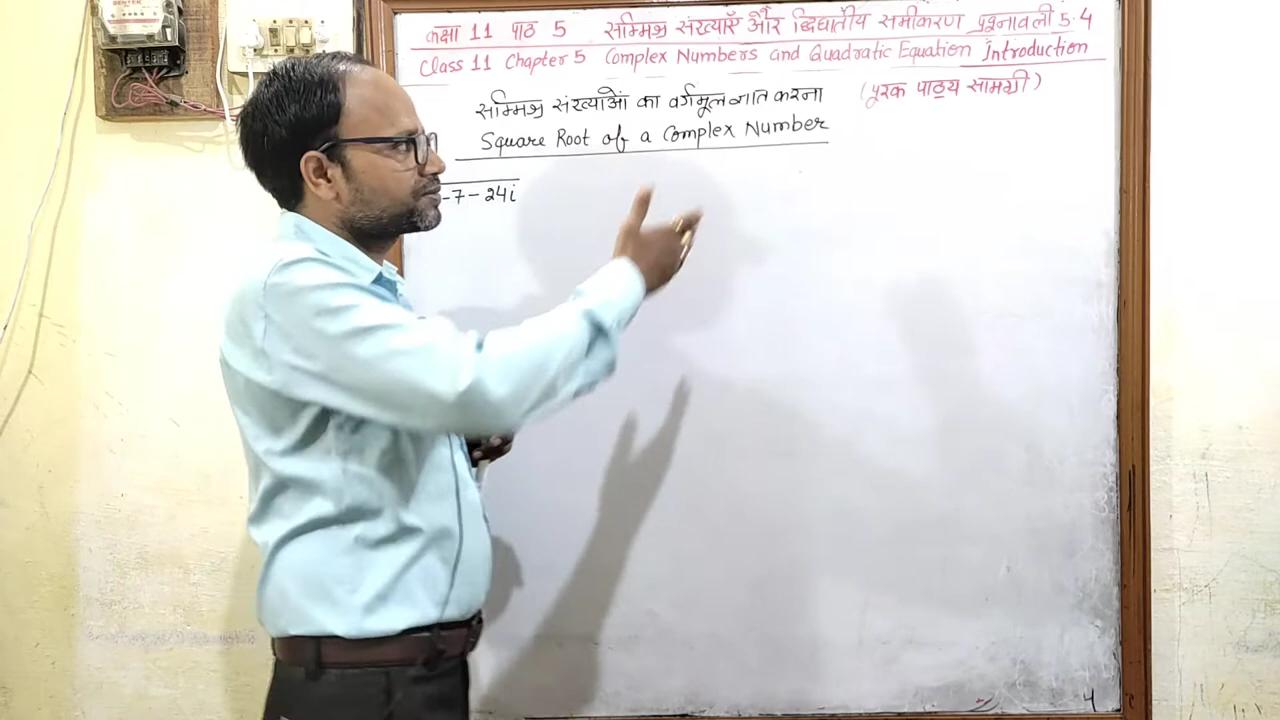 कक्षा 11 पाठ 5 सम्मिश्र संख्याएँ और द्विघातीय समीकरण प्रश्नावली 5.4
Class 11 Chapter 5 Complex Numbers and Quadratic Equation Introduction
सम्मिश्र संख्याओं का वर्गमूल ज्ञात करना (पूरक पाठ्य सामग्री)
Square Root of a Complex Number
-7-24i
4